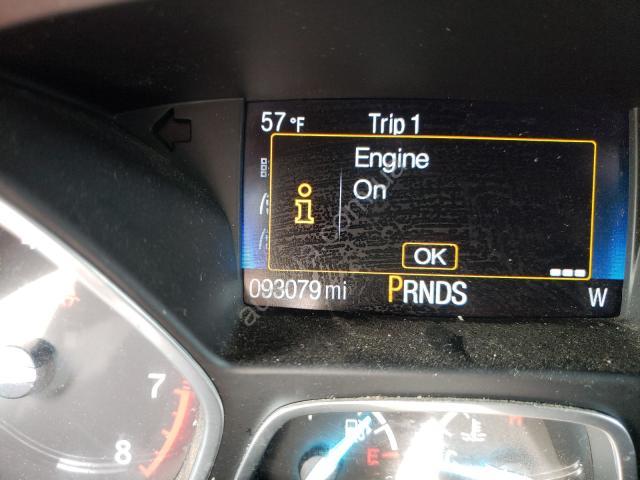 57 °F Trip 1
Engine
On
i
OK
093079 mi PRNDS W
7
8
E
H